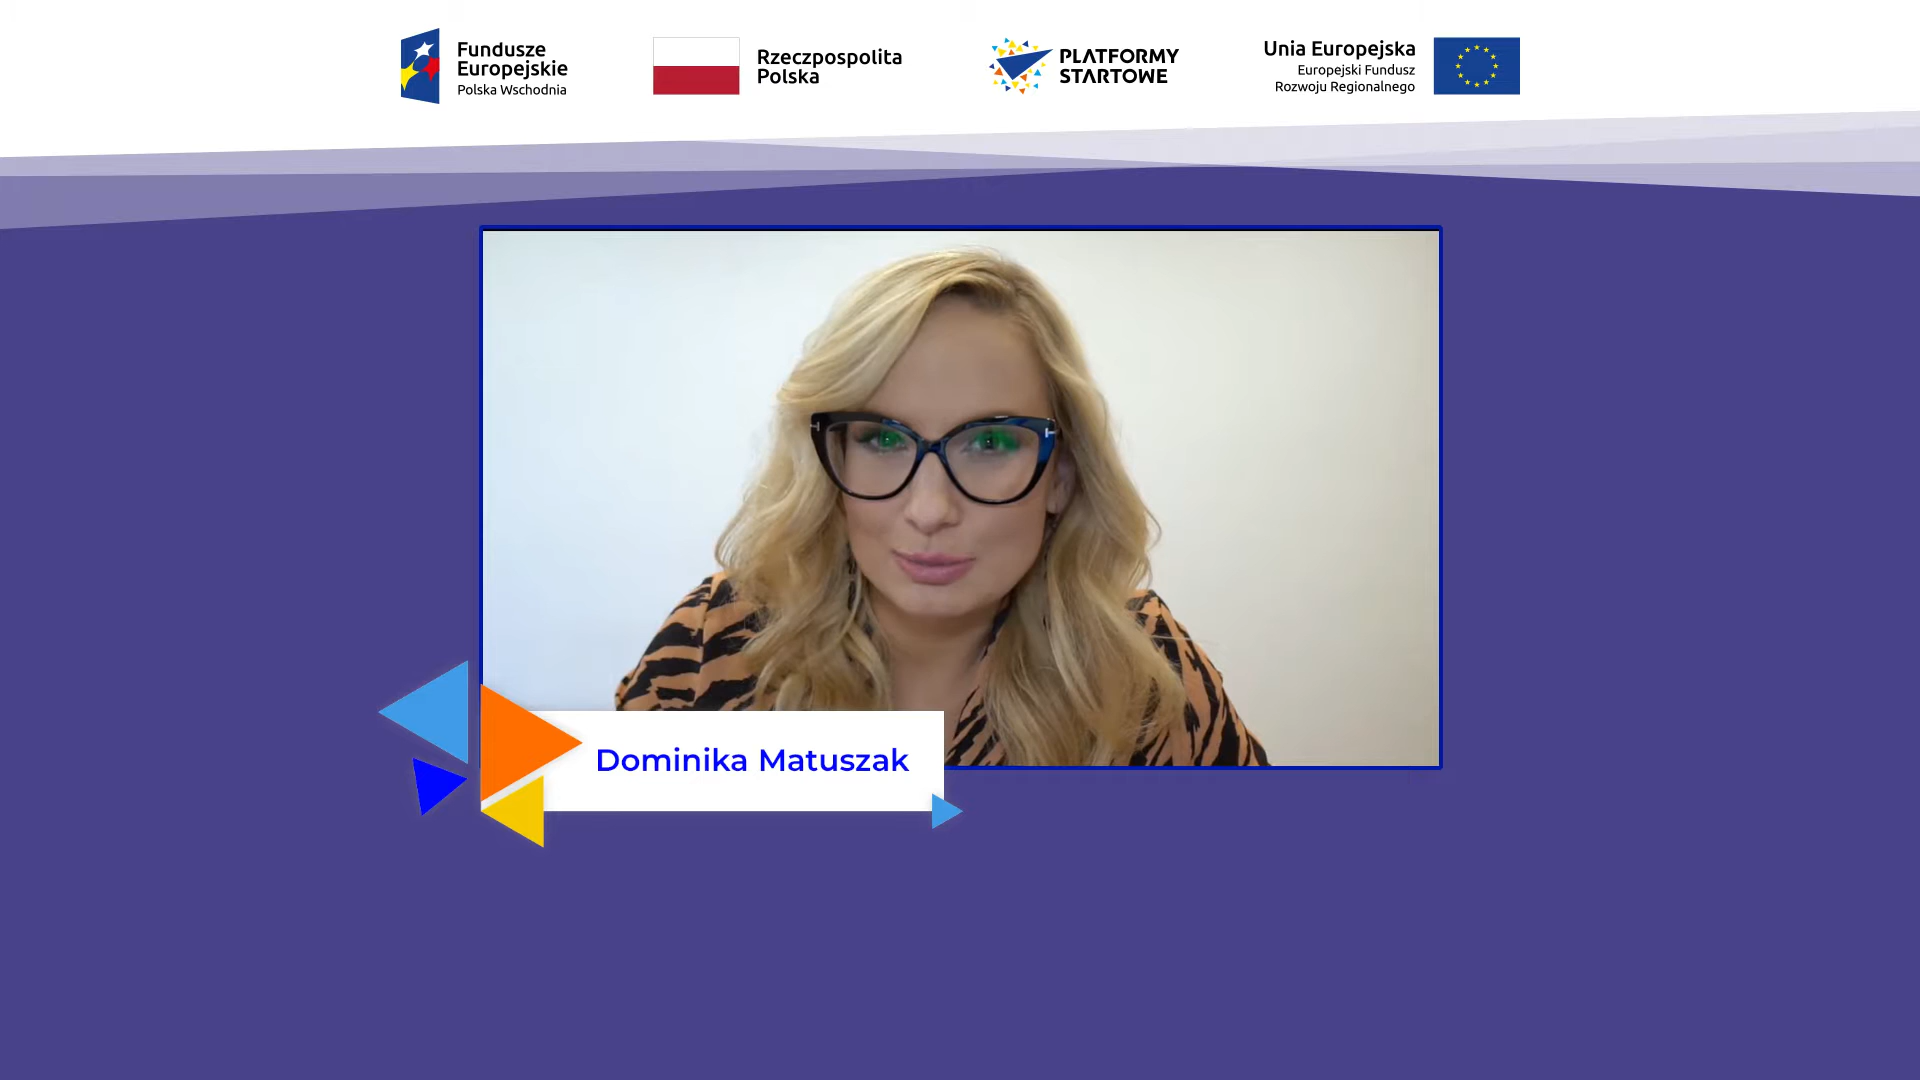 Fundusze
Europejskie
Polska Wschodnia
Rzeczpospolita
Polska
PLATFORMY
STARTOWE
Unia Europejska
Europejski Fundusz
Rozwoju Regionalnego
Dominika Matuszak